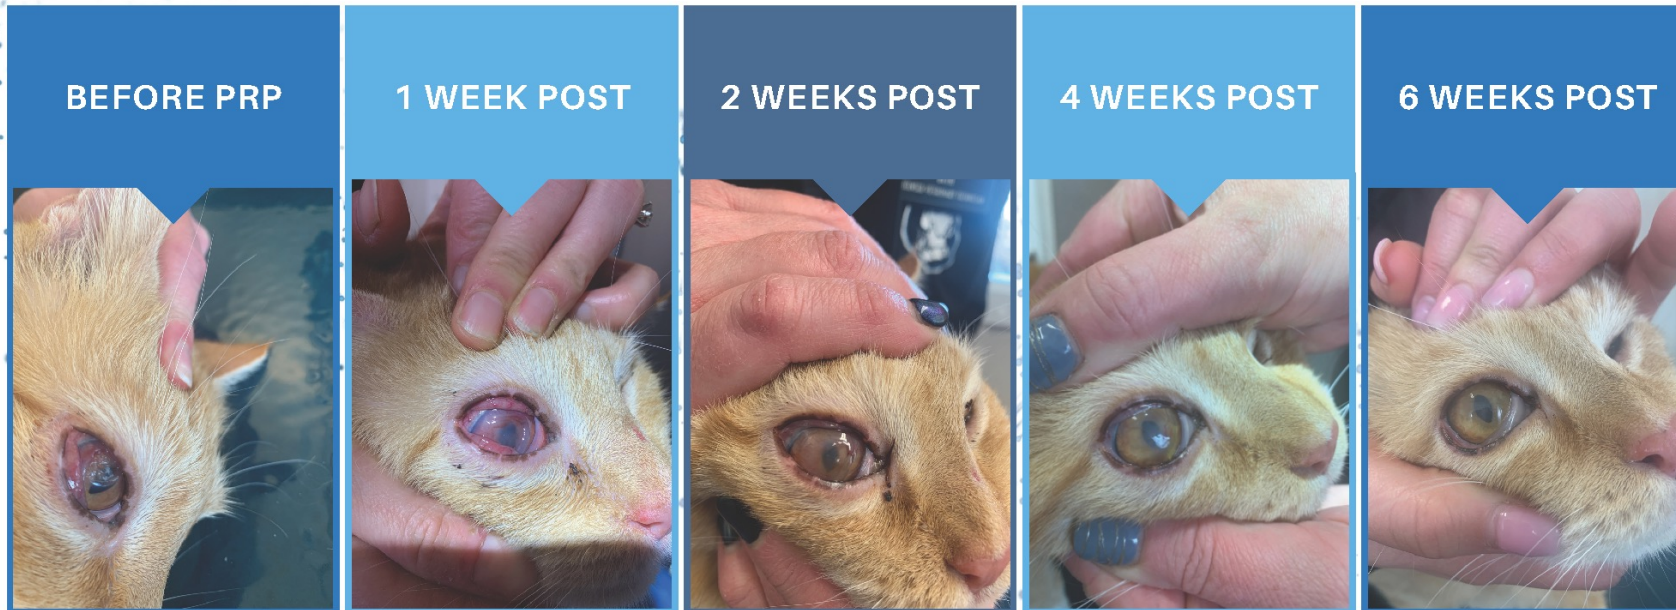 BEFORE PRP
1 WEEK POST
2 WEEKS POST
4 WEEKS POST
6 WEEKS POST